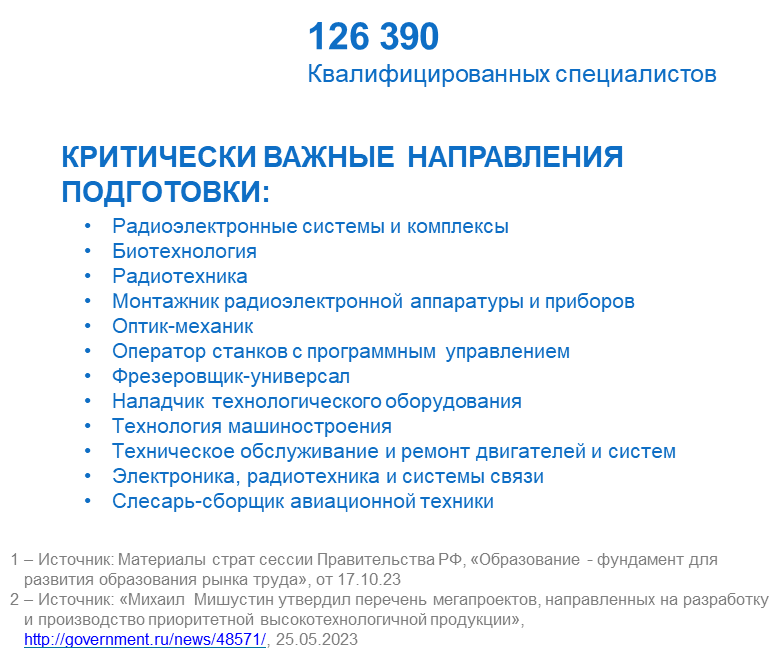 126 390
Квалифицированных специалистов
КРИТИЧЕСКИ ВАЖНЫЕ НАПРАВЛЕНИЯ
ПОДГОТОВКИ:
• Радиоэлектронные системы и комплексы
• Биотехнология
• Радиотехника
• Монтажник радиоэлектронной аппаратуры и приборов
• Оптик-механик
• Оператор станков с программным управлением
• Фрезеровщик-универсал
• Наладчик технологического оборудования
• Технология машиностроения
• Техническое обслуживание и ремонт двигателей и систем
• Электроника, радиотехника и системы связи
• Слесарь-сборщик авиационной техники
1 – Источник: Материалы страт сессии Правительства РФ, «Образование - фундамент для
развития образования рынка труда», от 17.10.23
2 – Источник: «Михаил Мишустин утвердил перечень мегапроектов, направленных на разработку
и производство приоритетной высокотехнологичной продукции»,
http://government.ru/news/48571/, 25.05.2023